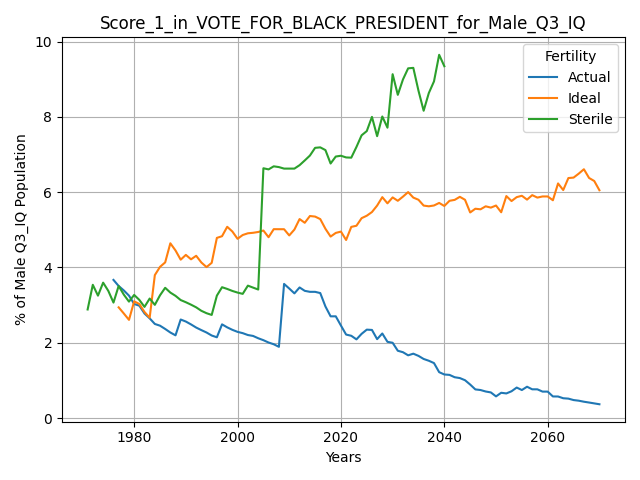 Score_1_in_VOTE_FOR_BLACK_PRESIDENT_for_Male_Q3_IQ
Fertility
Actual
Ideal
Sterile
% of Male Q3_IQ Population
10
8
6
4
2
0
1980 2000 2020 2040 2060
Years